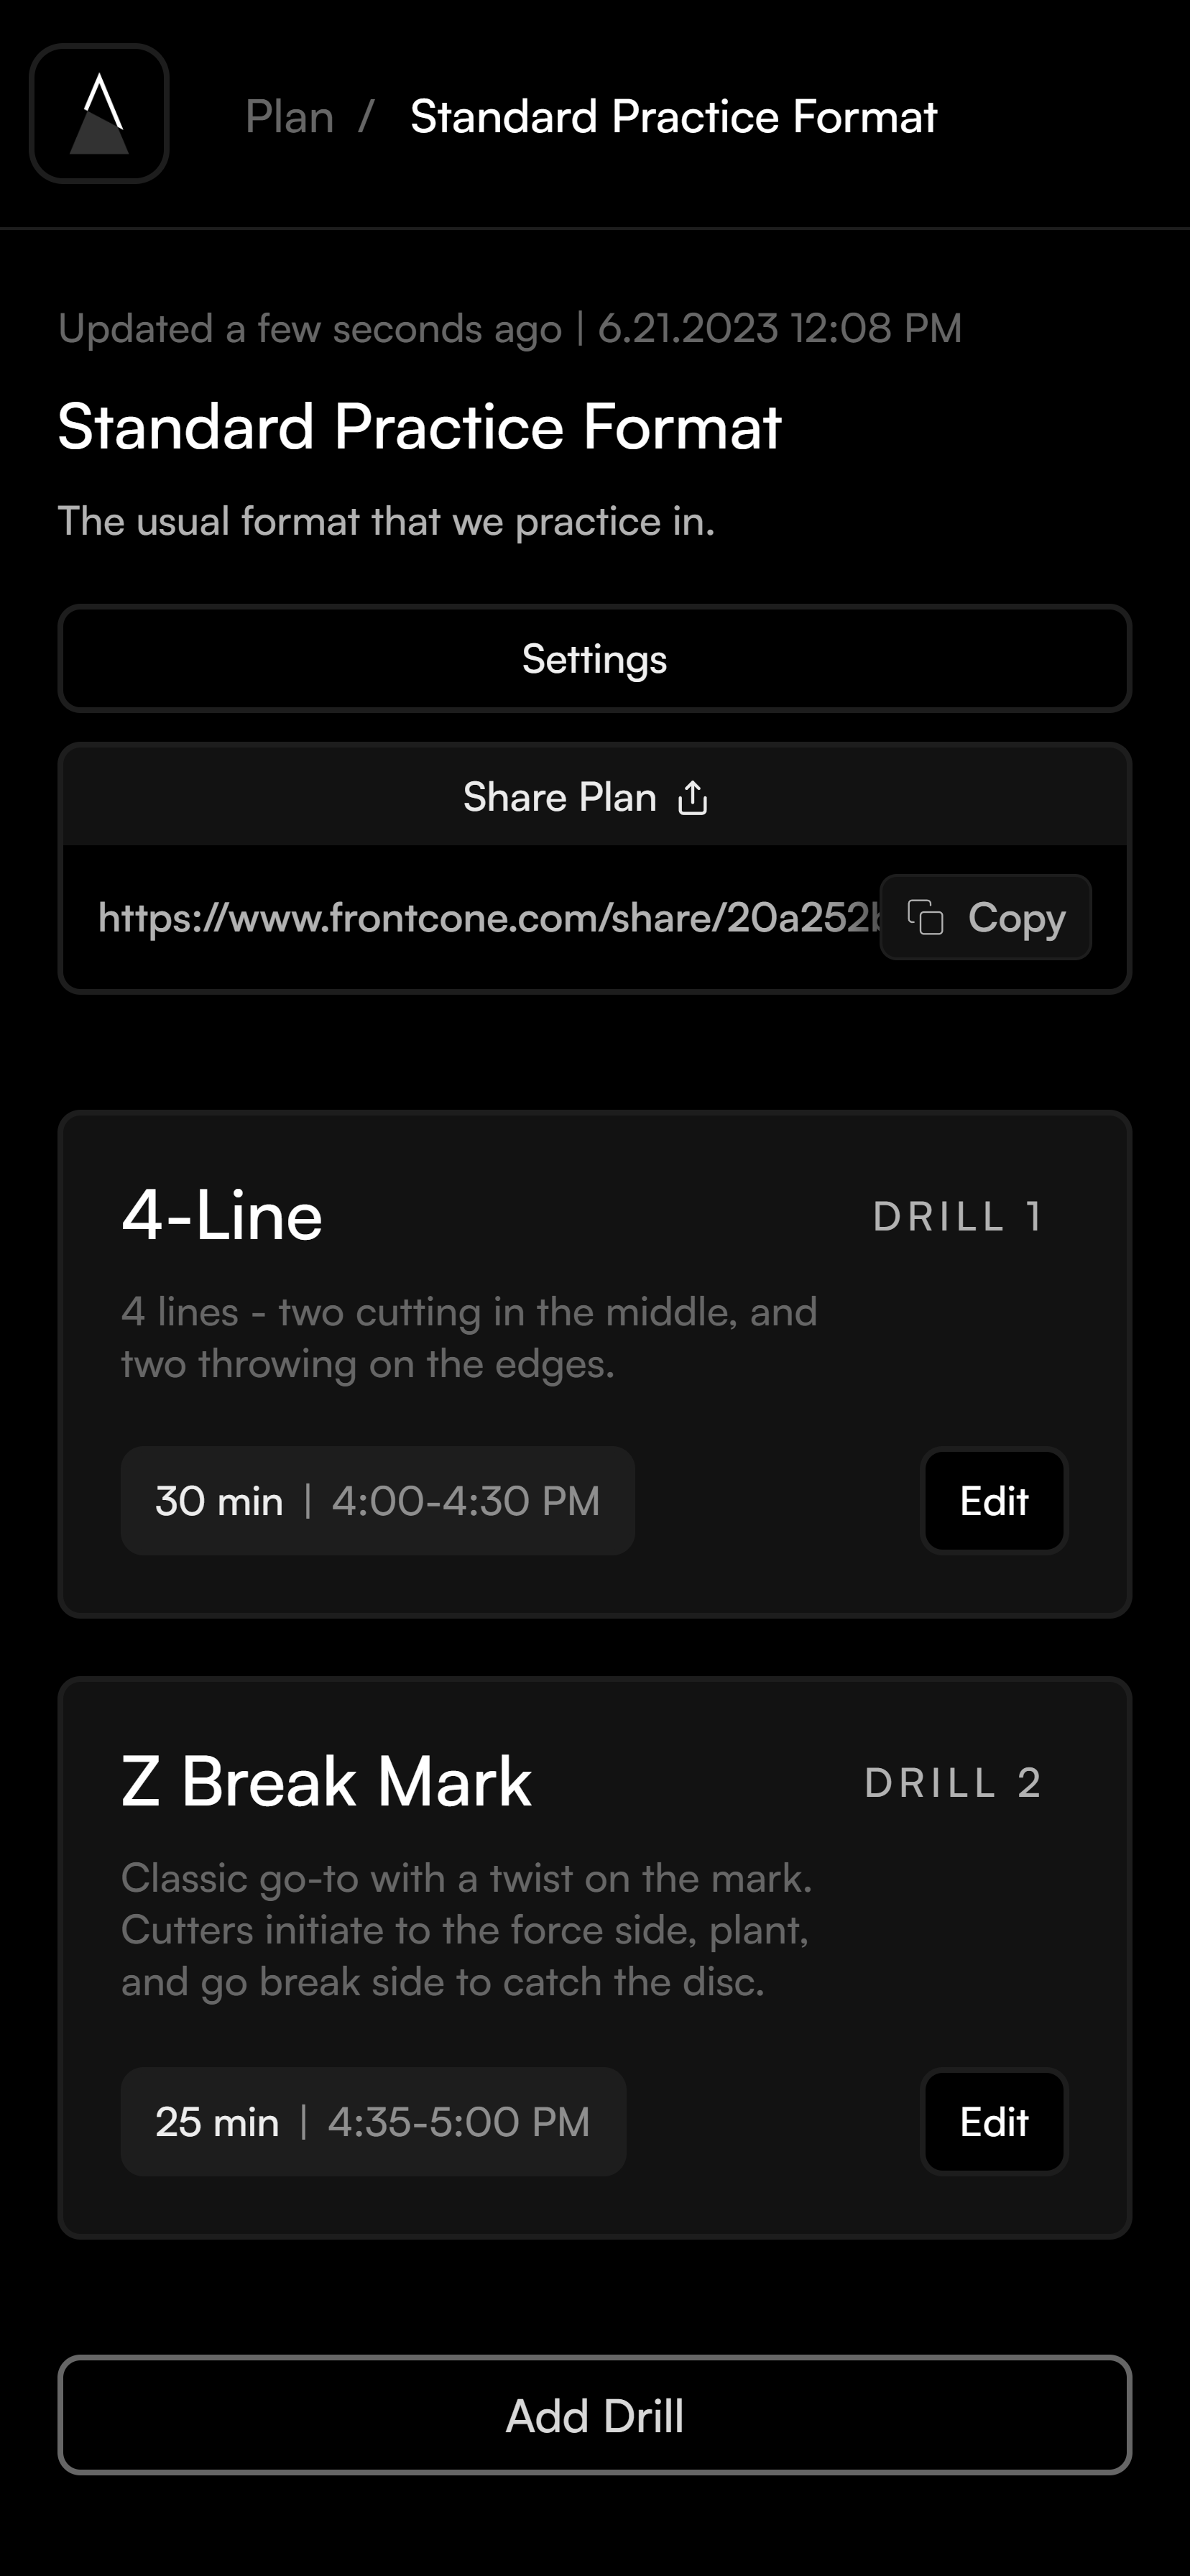 Plan / Standard Practice Format
Updated a few seconds ago | 6.21.2023 12:08 PM
Standard Practice Format
The usual format that we practice in.
Settings
Share Plan
https://www.frontcone.com/share/20a252b
Copy
4-Line
DRILL 1
4 lines - two cutting in the middle, and
two throwing on the edges.
30 min | 4:00-4:30 PM
Edit
Z Break Mark
DRILL 2
Classic go-to with a twist on the mark.
Cutters initiate to the force side, plant,
and go break side to catch the disc.
25 min | 4:35-5:00 PM
Edit
Add Drill